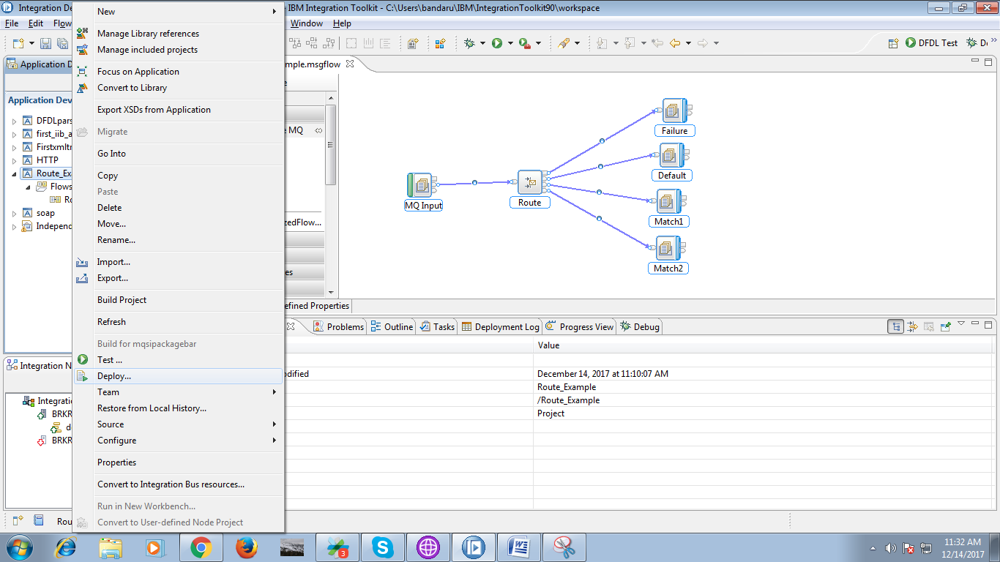 Integration De
IBM Integration Toolkit - C:\Users\bandaru\IBM\IntegrationToolkit90\workspace
File Edit Flow
Window Help
DFDL Test
Application D
mple.msgflow
Application Dev
DFDLpars
first_iib_a
Firstxmltr
HTTP
Route_Exa
Flows
Ro
soap
Independ
New
Manage Library references
Manage included projects
Focus on Application
Convert to Library
Export XSDs from Application
Migrate
Go Into
Copy
Paste
Delete
Move...
Rename...
Import...
Export...
Build Project
Refresh
Build for mqsipackagebar
Test ...
Deploy...
Team
Restore from Local History...
Source
Configure
Properties
Convert to Integration Bus resources...
Run in New Workbench...
Convert to User-defined Node Project
e MQ
zedFlow...
es
MQ Input
Route
Failure
Default
Match1
Match2
efined Properties
Problems Outline Tasks Deployment Log Progress View Debug
Value
odified December 14, 2017 at 11:10:07 AM
Route_Example
/Route_Example
Project
Integration N
Integratio
BRKR
d
BRKR
Rou
3
11:32 AM
12/14/2017